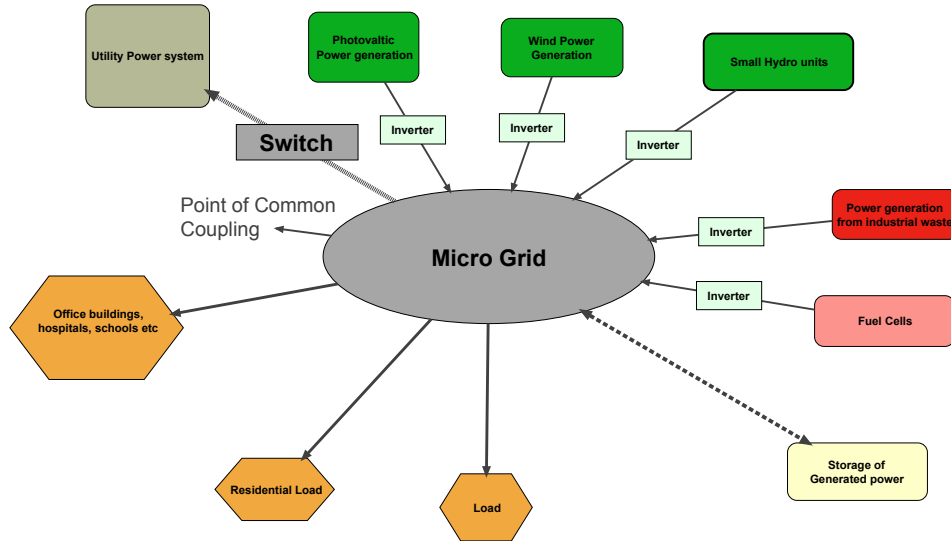 Utility Power system
Photovaltic
Power generation
Wind Power
Generation
Small Hydro units
Inverter
Inverter
Inverter
Switch
Point of Common
Coupling
Power generation
from industrial waste
Inverter
Micro Grid
Inverter
Fuel Cells
Office buildings,
hospitals, schools etc
Residential Load
Load
Storage of
Generated power